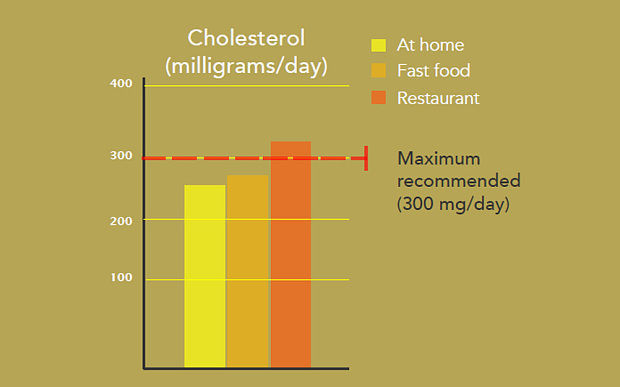 Cholesterol
(milligrams/day)
At home
Fast food
Restaurant
400
300
200
100
Maximum
recommended
(300 mg/day)